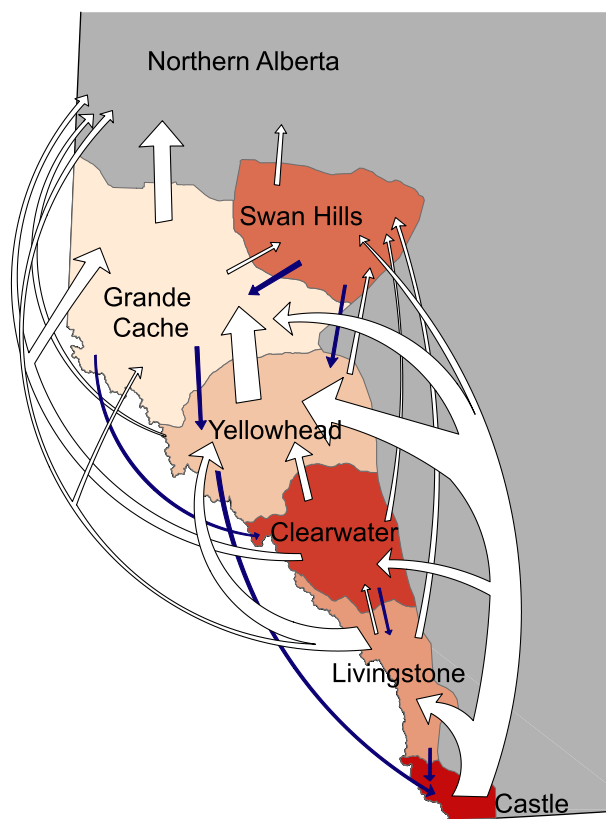 Northern Alberta
Swan Hills
Grande
Cache
Yellowhead
Clearwater
Livingstone
Castle